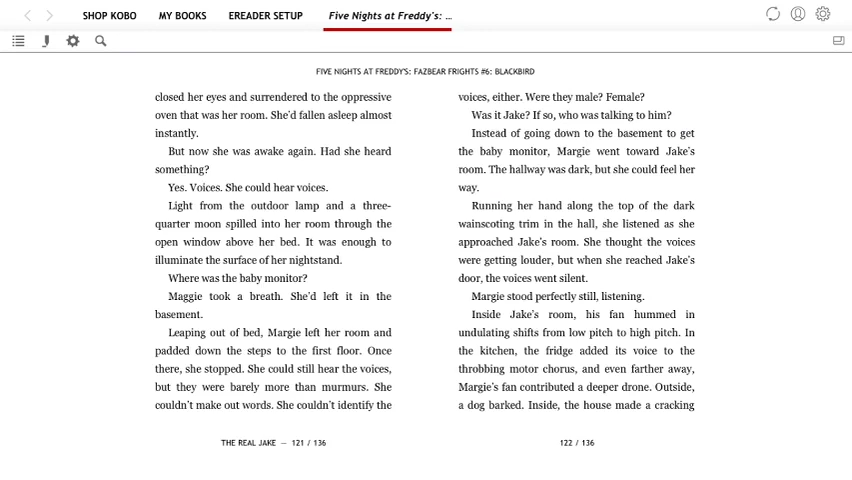 SHOP KOBO MY BOOKS EREADER SETUP Five Nights at Freddy's: ...
FIVE NIGHTS AT FREDDY'S: FAZBEAR FRIGHTS #6: BLACKBIRD
closed her eyes and surrendered to the oppressive
oven that was her room. She'd fallen asleep almost
instantly.
But now she was awake again. Had she heard
something?
Yes. Voices. She could hear voices.
Light from the outdoor lamp and a three-
quarter moon spilled into her room through the
open window above her bed. It was enough to
illuminate the surface of her nightstand.
Where was the baby monitor?
Maggie took a breath. She'd left it in the
basement.
Leaping out of bed, Margie left her room and
padded down the steps to the first floor. Once
there, she stopped. She could still hear the voices,
but they were barely more than murmurs. She
couldn't make out words. She couldn't identify the
THE REAL JAKE — 121 / 136
voices, either. Were they male? Female?
Was it Jake? If so, who was talking to him?
Instead of going down to the basement to get
the baby monitor, Margie went toward Jake's
room. The hallway was dark, but she could feel her
way.
Running her hand along the top of the dark
wainscoting trim in the hall, she listened as she
approached Jake's room. She thought the voices
were getting louder, but when she reached Jake's
door, the voices went silent.
Margie stood perfectly still, listening.
Inside Jake's room, his fan hummed in
undulating shifts from low pitch to high pitch. In
the kitchen, the fridge added its voice to the
throbbing motor chorus, and even farther away,
Margie's fan contributed a deeper drone. Outside,
a dog barked. Inside, the house made a cracking
122 / 136